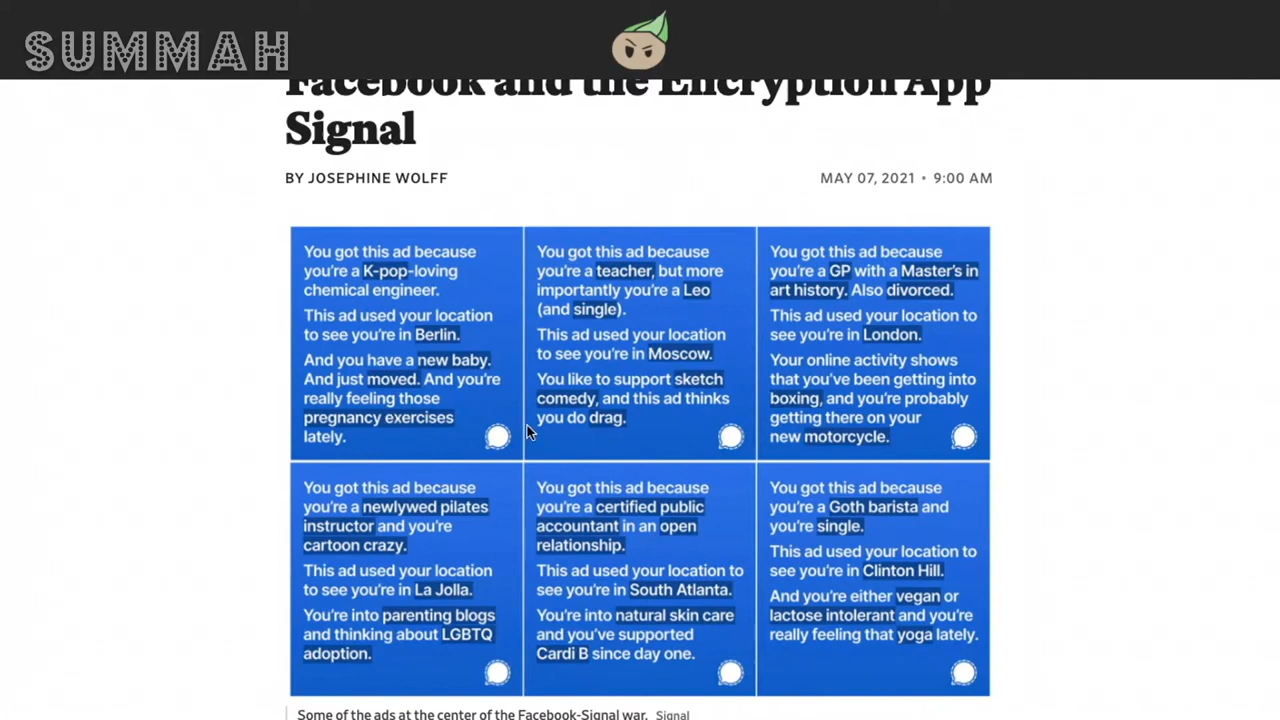 SUMMAH
Facebook and the Encryption App
Signal
BY JOSEPHINE WOLFF
MAY 07, 2021 • 9:00 AM
You got this ad because
you're a K-pop-loving
chemical engineer.
This ad used your location
to see you're in Berlin.
And you have a new baby.
And just moved. And you're
really feeling those
pregnancy exercises
lately.
You got this ad because
you're a teacher, but more
importantly you're a Leo
(and single).
This ad used your location
to see you're in Moscow.
You like to support sketch
comedy, and this ad thinks
you do drag.
You got this ad because
you're a GP with a Master's in
art history. Also divorced.
This ad used your location to
see you're in London.
Your online activity shows
that you've been getting into
boxing, and you're probably
getting there on your
new motorcycle.
You got this ad because
you're a newlywed pilates
instructor and you're
cartoon crazy.
This ad used your location
to see you're in La Jolla.
You're into parenting blogs
and thinking about LGBTQ
adoption.
You got this ad because
you're a certified public
accountant in an open
relationship.
This ad used your location to
see you're in South Atlanta.
You're into natural skin care
and you've supported
Cardi B since day one.
You got this ad because
you're a Goth barista and
you're single.
This ad used your location to
see you're in Clinton Hill.
And you're either vegan or
lactose intolerant and you're
really feeling that yoga lately.
Some of the ads at the center of the Facebook-Signal war. Signal